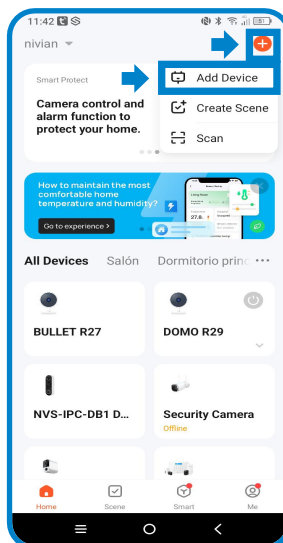 11:42
nivian
Smart Protect
Add Device
Camera control and
alarm function to
protect your home.
Create Scene
Scan
How to maintain the most
comfortable home
temperature and humidity?
Go to experience >
All Devices Salón Dormitorio princ ...
BULLET R27
DOMO R29
NVS-IPC-DB1 D...
Security Camera
Offline
Home
Scene
Smart
Me